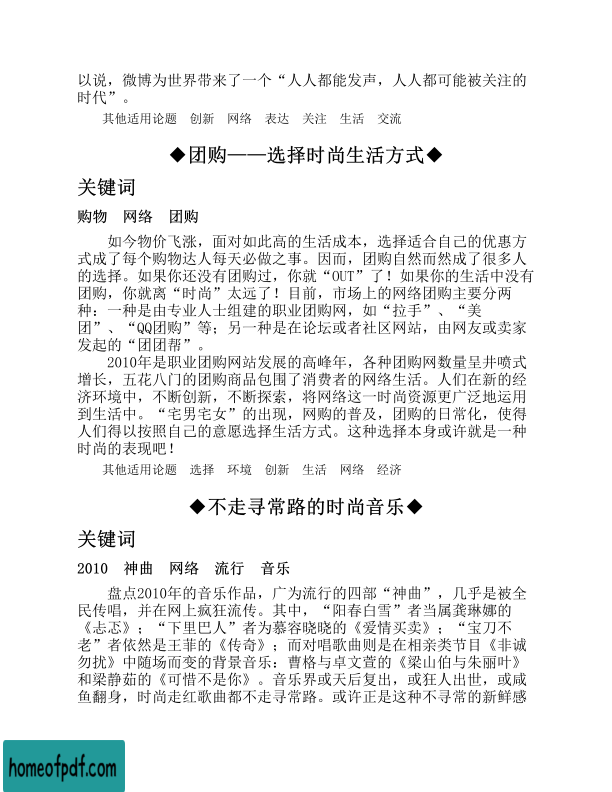 以说，微博为世界带来了一个“人人都能发声，人人都可能被关注的
时代”。
其他适用论题 创新 网络 表达 关注 生活 交流
◆团购——选择时尚生活方式◆
关键词
购物 网络 团购
如今物价飞涨，面对如此高的生活成本，选择适合自己的优惠方
式成了每个购物达人每天必做之事。因而，团购自然而然成了很多人
的选择。如果你还没有团购过，你就“OUT”了！如果你的生活中没有
团购，你就离“时尚”太远了！目前，市场上的网络团购主要分两
种：一种是由专业人士组建的职业团购网，如“拉手”、“美
团”、“QQ团购”等；另一种是在论坛或者社区网站，由网友或卖家
发起的“团团帮”。
2010年是职业团购网站发展的高峰年，各种团购网数量呈井喷式
增长，五花八门的团购商品包围了消费者的网络生活。人们在新的经
济环境中，不断创新，不断探索，将网络这一时尚资源更广泛地运用
到生活中。“宅男宅女”的出现，网购的普及，团购的日常化，使得
人们得以按照自己的意愿选择生活方式。这种选择本身或许就是一种
时尚的表现吧！
其他适用论题 选择 环境 创新 生活 网络 经济
◆不走寻常路的时尚音乐◆
关键词
2010 神曲 网络 流行 音乐
盘点2010年的音乐作品，广为流行的四部“神曲”，几乎是被全
民传唱，并在网上疯狂流传。其中，“阳春白雪”者当属龚琳娜的
《忐忑》；“下里巴人”者为慕容晓晓的《爱情买卖》；“宝刀不
老”者依然是王菲的《传奇》；而对唱歌曲则是在相亲类节目《非诚
勿扰》中随场而变的背景音乐：曹格与卓文萱的《梁山伯与朱丽叶》
和梁静茹的《可惜不是你》。音乐界或天后复出，或狂人出世，或咸
鱼翻身，时尚走红歌曲都不走寻常路。或许正是这种不寻常的新鲜感
homeofpdf.com